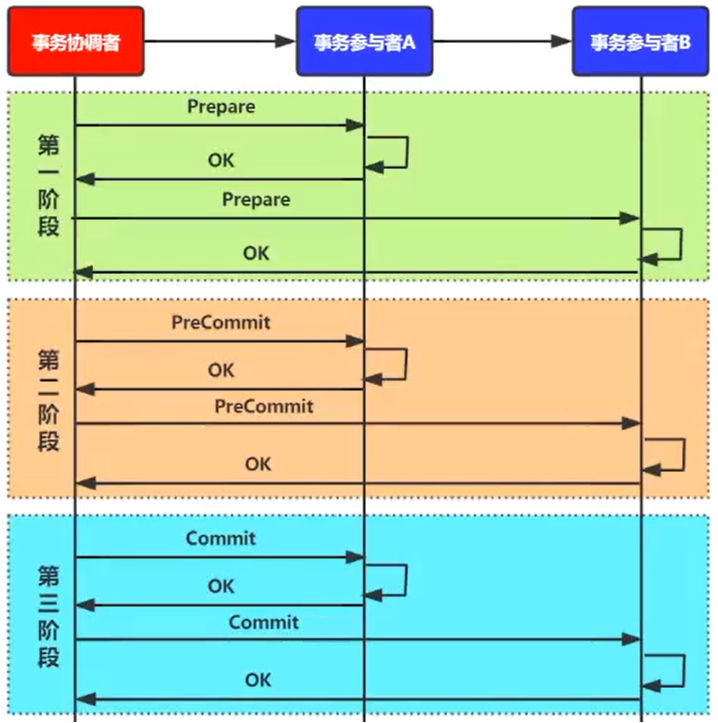 事务协调者
事务参与者A
事务参与者B
第一阶段
Prepare
OK
Prepare
OK
第二阶段
PreCommit
OK
PreCommit
OK
第三阶段
Commit
OK
Commit
OK